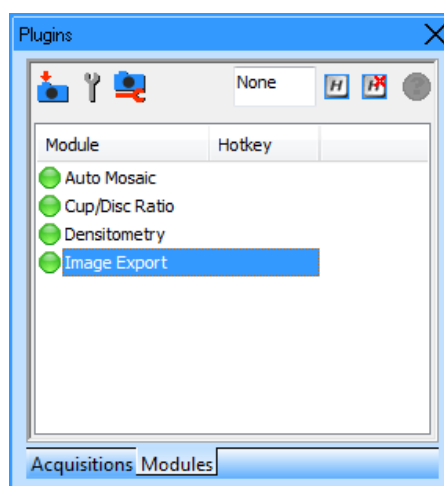 Plugins
None H H ?
Module Hotkey
Auto Mosaic
Cup/Disc Ratio
Densitometry
Image Export
Acquisitions Modules